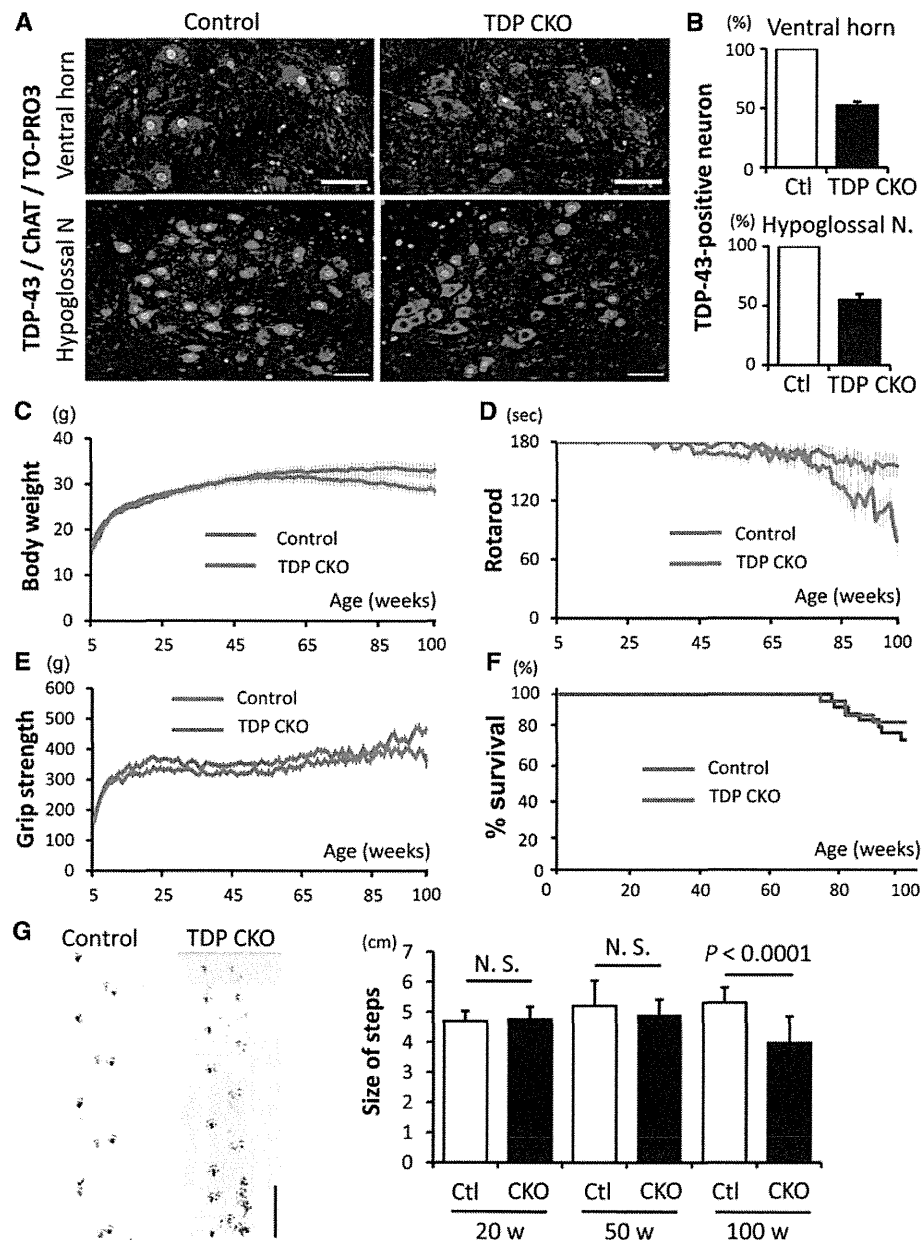 A
Control
TDP CKO
TDP-43 / ChAT / TO-PRO3
Ventral horn
Hypoglossal N
B
(%)
Ventral horn
100
50
0
Ctl TDP CKO
TDP-43-positive neuron
(%)
Hypoglossal N.
100
50
0
Ctl TDP CKO
C
(g)
Body weight
40
30
20
10
0
Control
TDP CKO
Age (weeks)
5 25 45 65 85 100
D
(sec)
Rotarod
180
120
60
0
Control
TDP CKO
Age (weeks)
5 25 45 65 85 100
E
(g)
Grip strength
600
500
400
300
200
100
0
Control
TDP CKO
Age (weeks)
5 25 45 65 85 100
F
(%)
% survival
100
80
60
40
20
0
Control
TDP CKO
Age (weeks)
0 20 40 60 80 100
G
Control
TDP CKO
(cm)
Size of steps
7
6
5
4
3
2
1
0
N. S.
N. S.
P < 0.0001
Ctl CKO Ctl CKO Ctl CKO
20 w 50 w 100 w